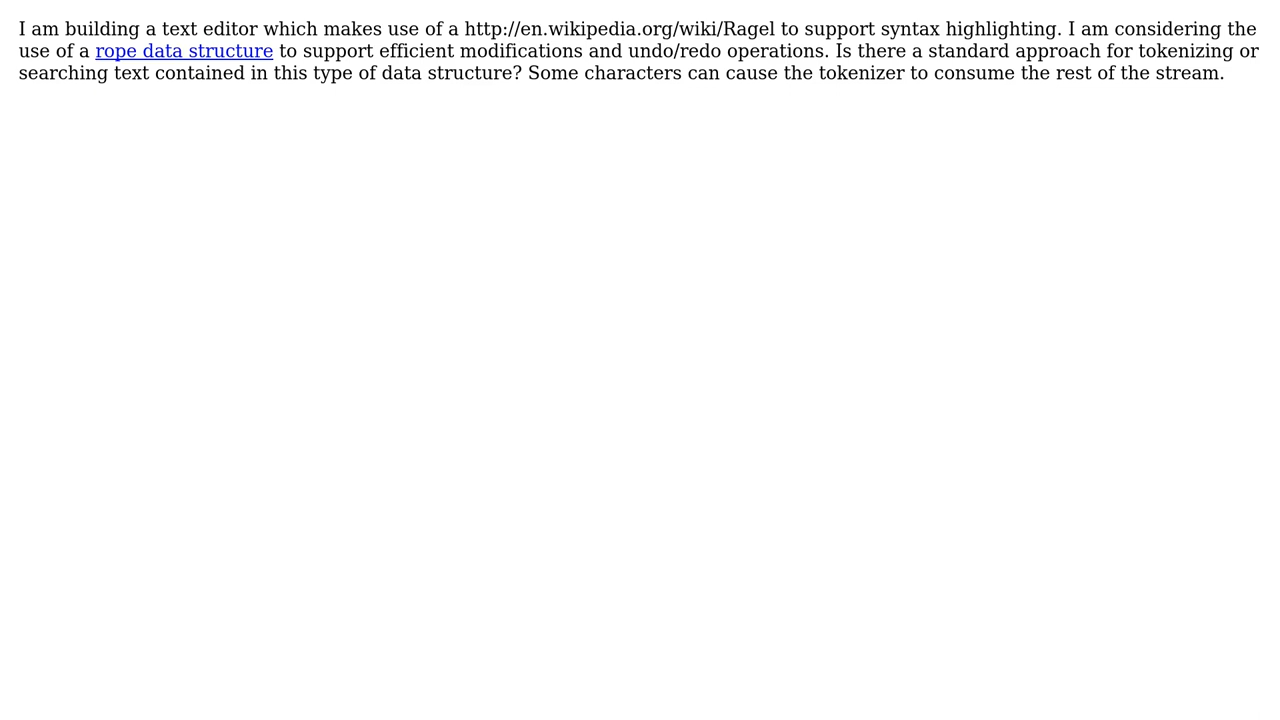 I am building a text editor which makes use of a http://en.wikipedia.org/wiki/Ragel to support syntax highlighting. I am considering the
use of a rope data structure to support efficient modifications and undo/redo operations. Is there a standard approach for tokenizing or
searching text contained in this type of data structure? Some characters can cause the tokenizer to consume the rest of the stream.